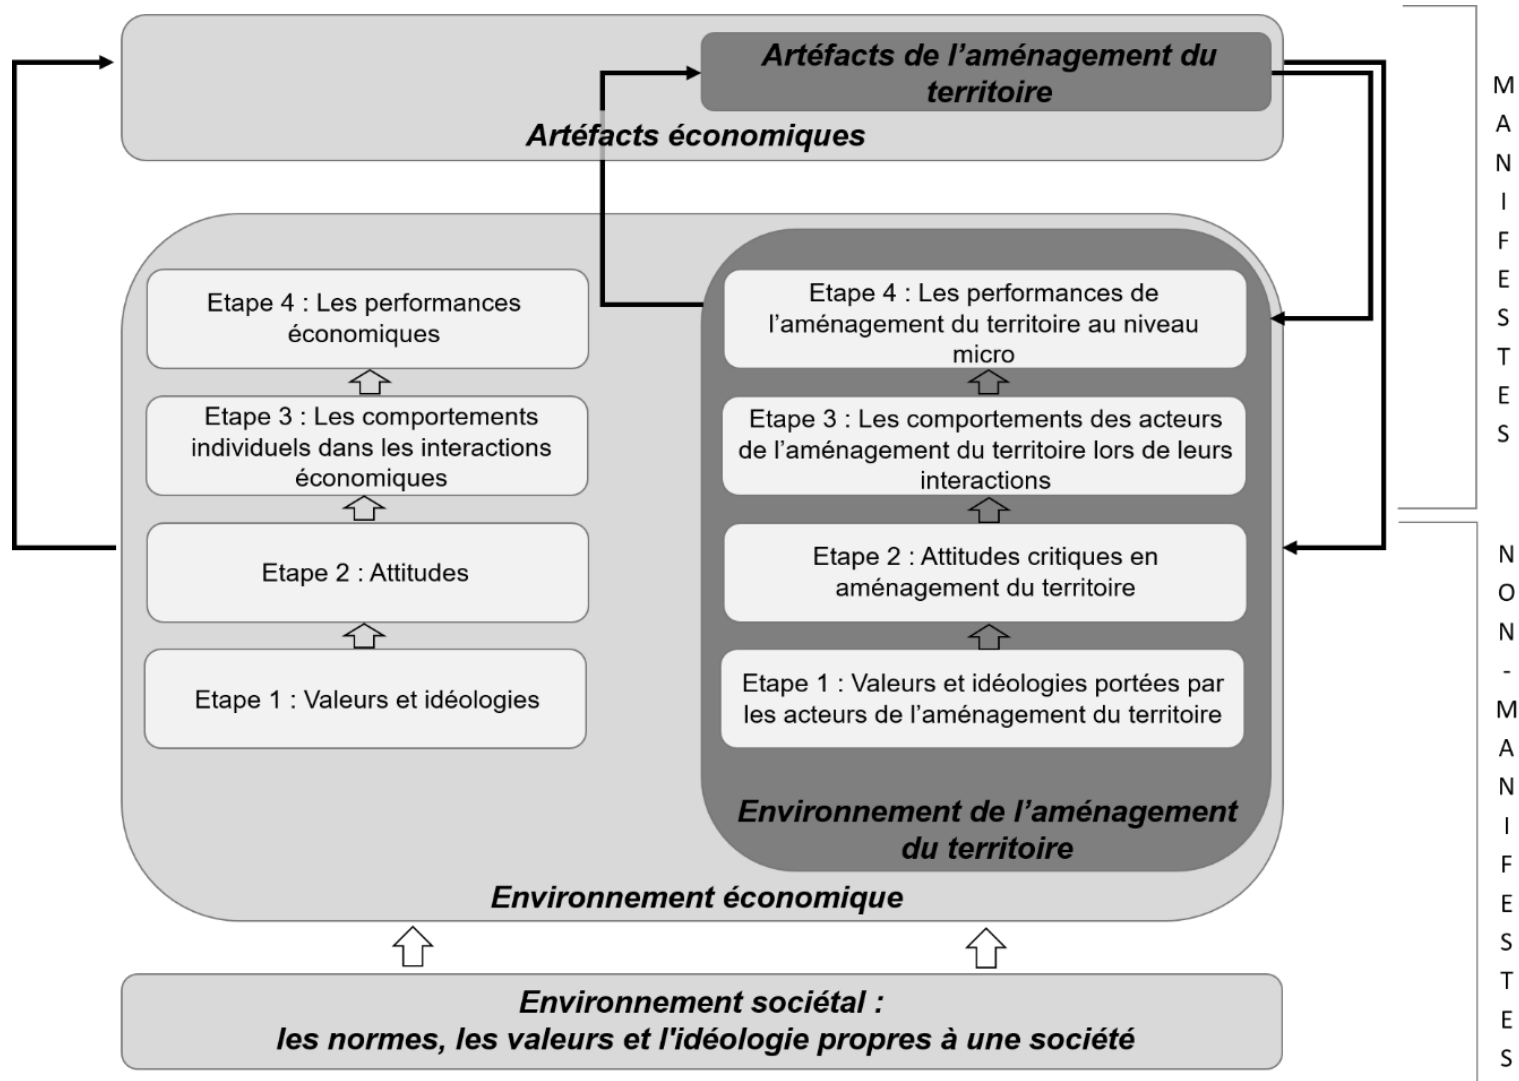 Artéfacts de l’aménagement du
territoire
Artéfacts économiques
Etape 4 : Les performances
économiques
Etape 3 : Les comportements
individuels dans les interactions
économiques
Etape 2 : Attitudes
Etape 1 : Valeurs et idéologies
Etape 4 : Les performances de
l’aménagement du territoire au niveau
micro
Etape 3 : Les comportements des acteurs
de l’aménagement du territoire lors de leurs
interactions
Etape 2 : Attitudes critiques en
aménagement du territoire
Etape 1 : Valeurs et idéologies portées par
les acteurs de l’aménagement du territoire
Environnement de l’aménagement
du territoire
Environnement économique
Environnement sociétal :
les normes, les valeurs et l'idéologie propres à une société
MANIFESTES
NON-MANIFESTES